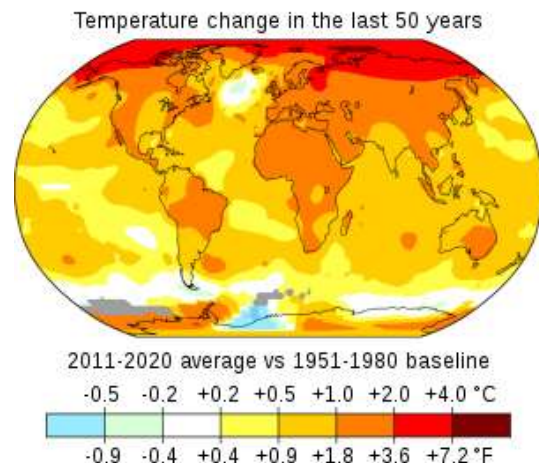 Temperature change in the last 50 years
2011-2020 average vs 1951-1980 baseline
-0.5 -0.2 +0.2 +0.5 +1.0 +2.0 +4.0 °C
-0.9 -0.4 +0.4 +0.9 +1.8 +3.6 +7.2 °F